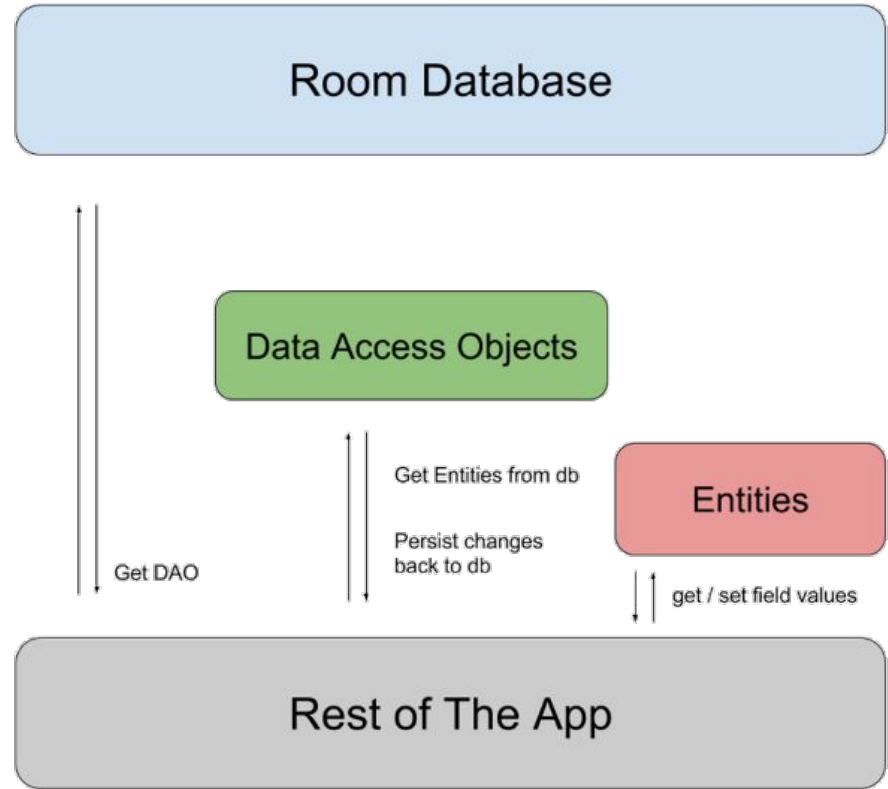 Room Database
Data Access Objects
Get Entities from db
Entities
Persist changes
back to db
Get DAO
get / set field values
Rest of The App